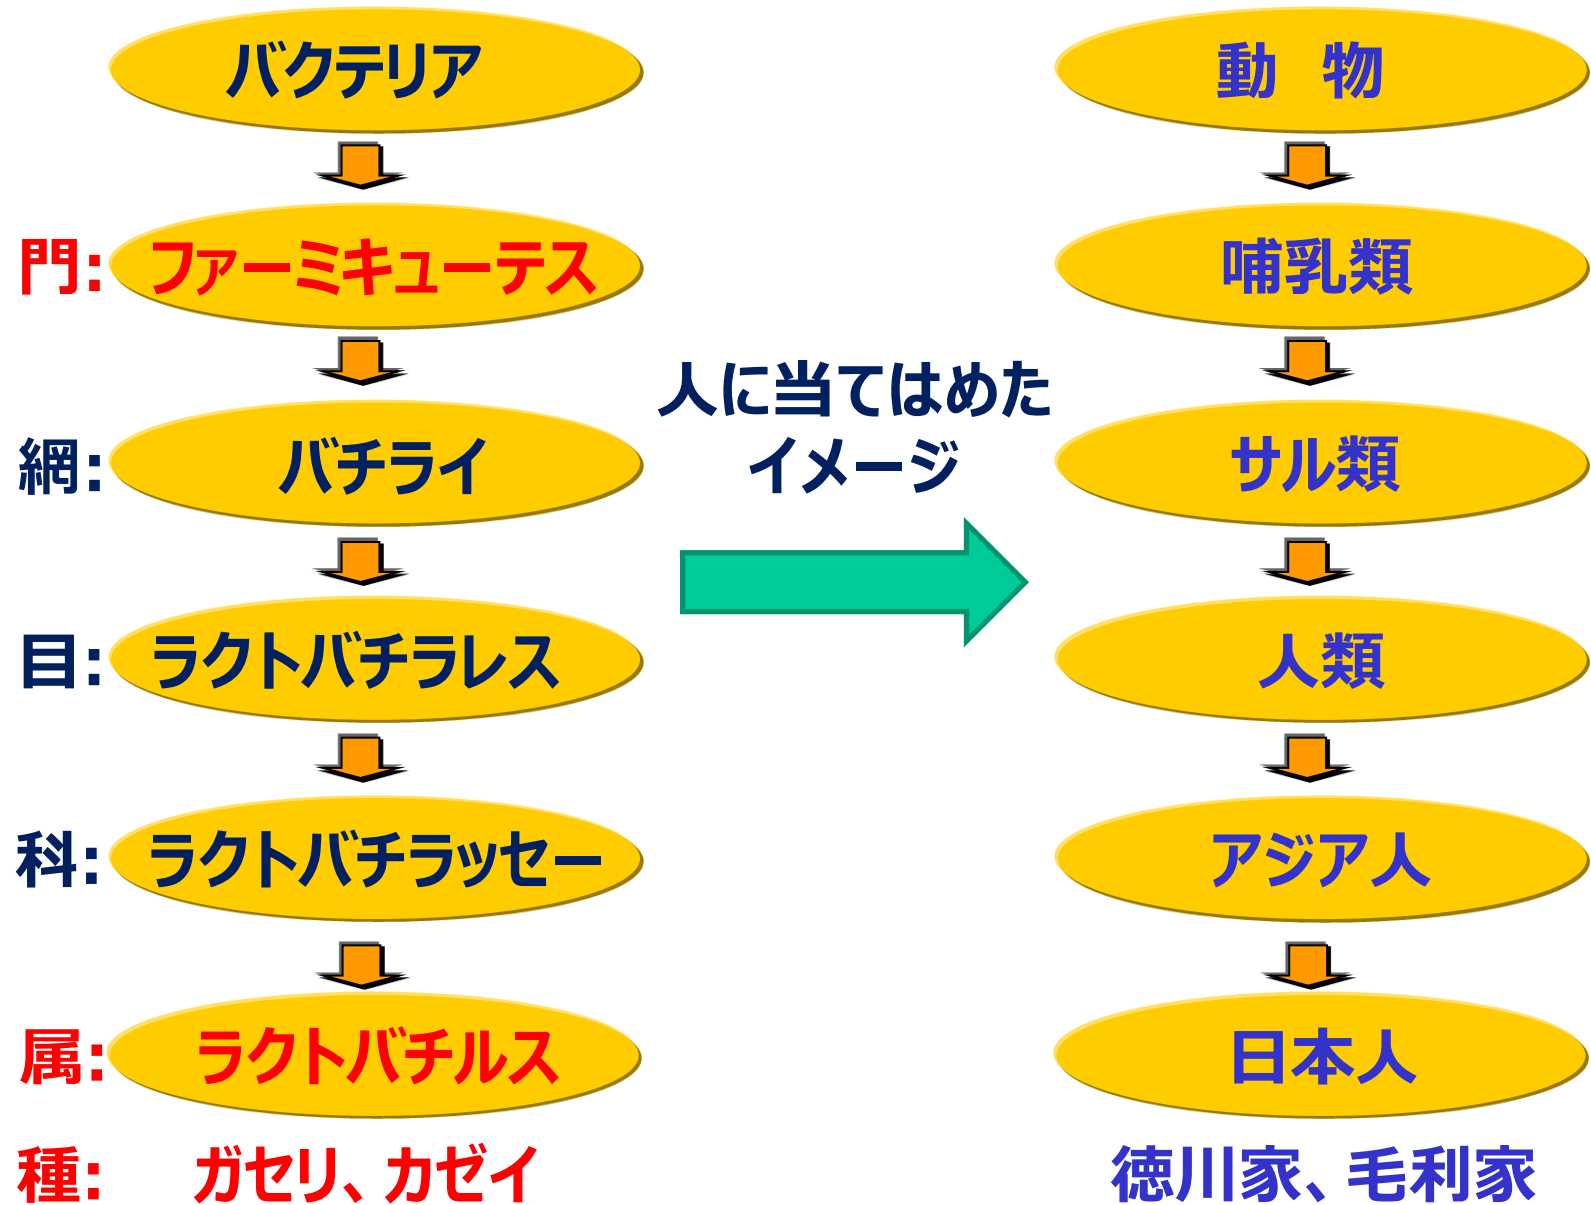 バクテリア
門: ファーミキューテス
網: バチライ
目: ラクトバチラレス
科: ラクトバチラッセー
属: ラクトバチルス
種: ガセリ、カゼイ
人に当てはめた
イメージ
動　物
哺乳類
サル類
人類
アジア人
日本人
徳川家、毛利家